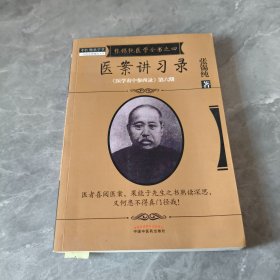 张锡纯医学全书之四
医案讲习录
《医学衷中参西录》第六期
张锡纯
著
医者喜阅医案，果能于先生之书熟读深思，
又何患不得真门径哉！
中国中医药出版社